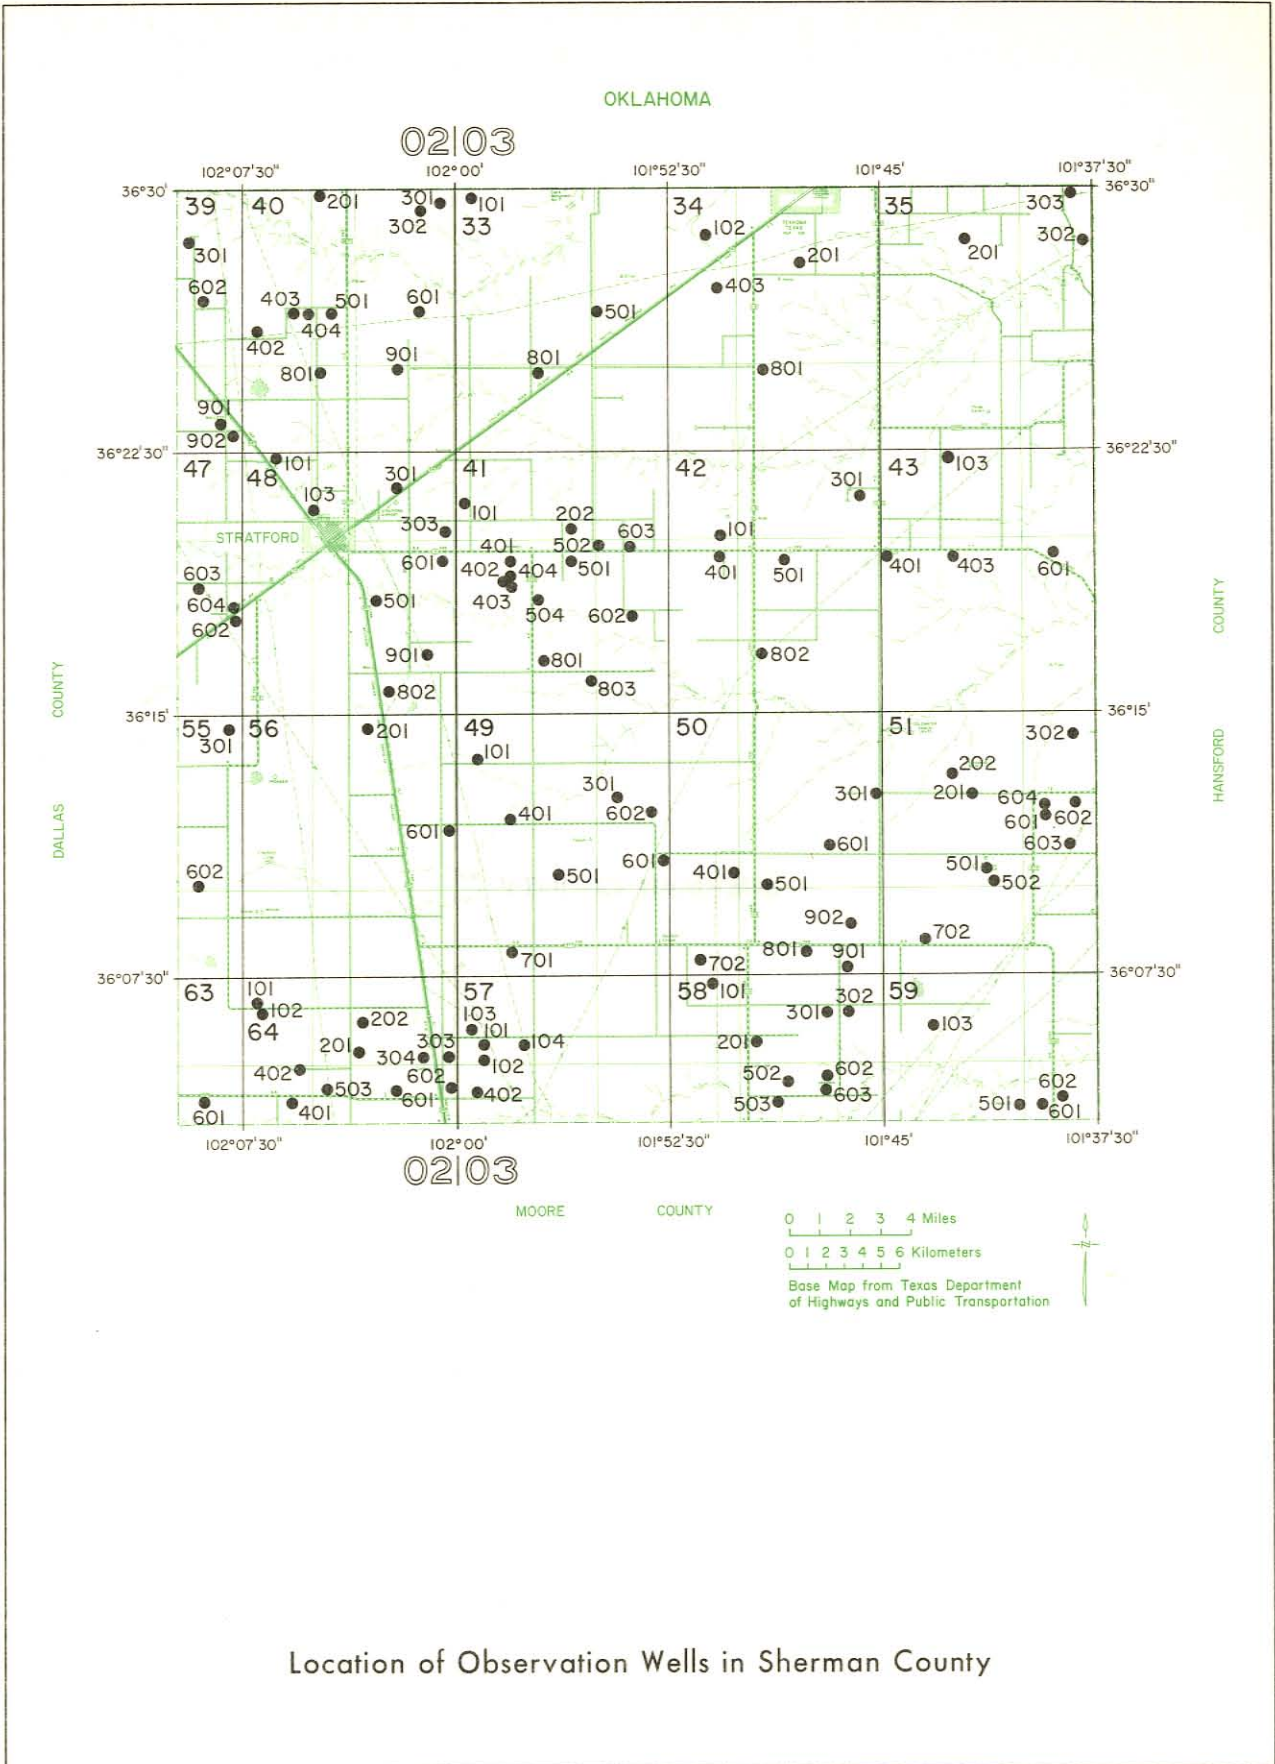 OKLAHOMA
02|03
102°07'30" 102°00' 101°52'30" 101°45' 101°37'30"
36°30' 36°30'
39 40 201 301 101 34 35 303
302 33 102 302
301 201 201
602 403 501 601 403
402 404 501
801 901 801 801
901
902
36°22'30" 36°22'30"
47 48 101 301 41 42 43 103
103 101 301
STRATFORD 303 202 603 101
401 502
601 402 404 501 401 501 401 403 601
603 403
604 501 504 602
602
901 801 802
802 803
36°15' 36°15'
55 56 201 49 50 51 302
301 101
202
301 301 201 604
602 601 602
401
601 601 603
601 401 501
602 501 501 502
902 702
801 901
701 702
36°07'30" 36°07'30"
63 101 57 58 101 59
102 302
64 202 103 301 103
201 304 303 101 104 201
402 602 102 502 602 602
503 601 402 603
601 401 503 501 601
102°07'30" 102°00' 101°52'30" 101°45' 101°37'30"
02|03
DALLAS COUNTY
HANSFORD COUNTY
MOORE COUNTY
0 1 2 3 4 Miles
0 1 2 3 4 5 6 Kilometers
N
Base Map from Texas Department
of Highways and Public Transportation
Location of Observation Wells in Sherman County